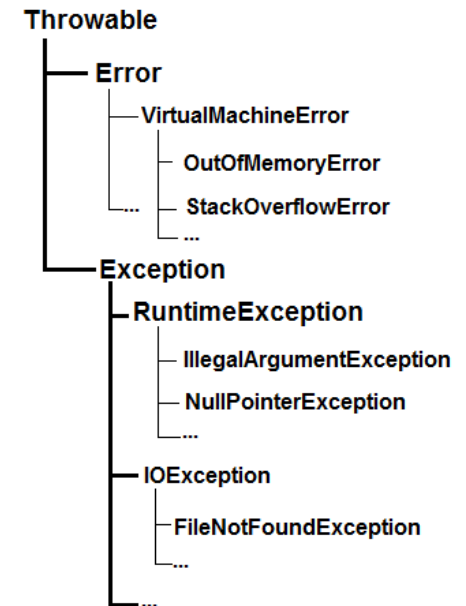 Throwable
Error
VirtualMachineError
OutOfMemoryError
StackOverflowError
...
...
Exception
RuntimeException
IllegalArgumentException
NullPointerException
...
IOException
FileNotFoundException
...
...